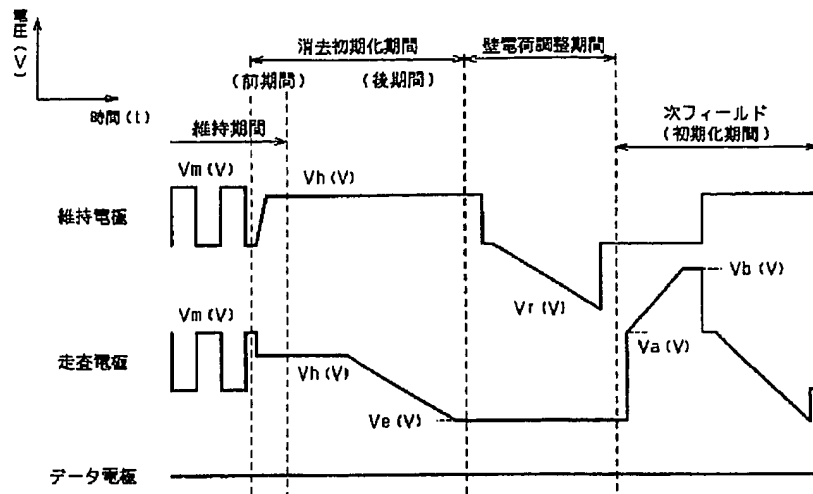 電圧(V)
時間(t)
消去初期化期間
壁電荷調整期間
(前期間)
(後期間)
維持期間
次フィールド
(初期化期間)
Vm(V)
Vh(V)
維持電極
Vr(V)
Vb(V)
Vm(V)
走査電極
Vh(V)
Va(V)
Ve(V)
データ電極